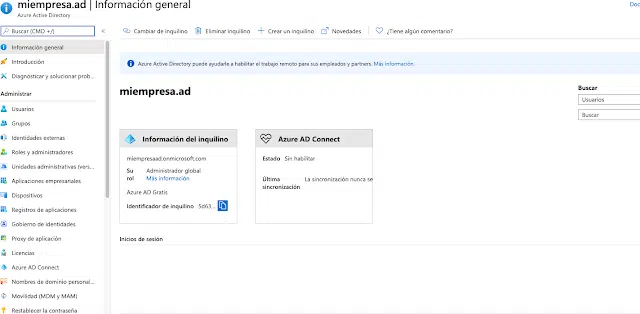 miempresa.ad | Información general
Azure Active Directory
Doc
Buscar (CMD +/)
«
Cambiar de inquilino
Eliminar inquilino
Crear un inquilino
Novedades
¿Tiene algún comentario?
Información general
Introducción
Diagnosticar y solucionar prob...
Administrar
Usuarios
Grupos
Identidades externas
Roles y administradores
Unidades administrativas (vers...
Aplicaciones empresariales
Dispositivos
Registros de aplicaciones
Gobierno de identidades
Proxy de aplicación
Licencias
Azure AD Connect
Nombres de dominio personal...
Movilidad (MDM y MAM)
Restablecer la contraseña
Azure Active Directory puede ayudarle a habilitar el trabajo remoto para sus empleados y partners. Más información.
miempresa.ad
Buscar
Usuarios
Buscar
Información del inquilino
miempresaad.onmicrosoft.com
Su rol Administrador global
Más información
Azure AD Gratis
Identificador de inquilino 5d63...
Azure AD Connect
Estado Sin habilitar
Última sincronización La sincronización nunca se
Inicios de sesión